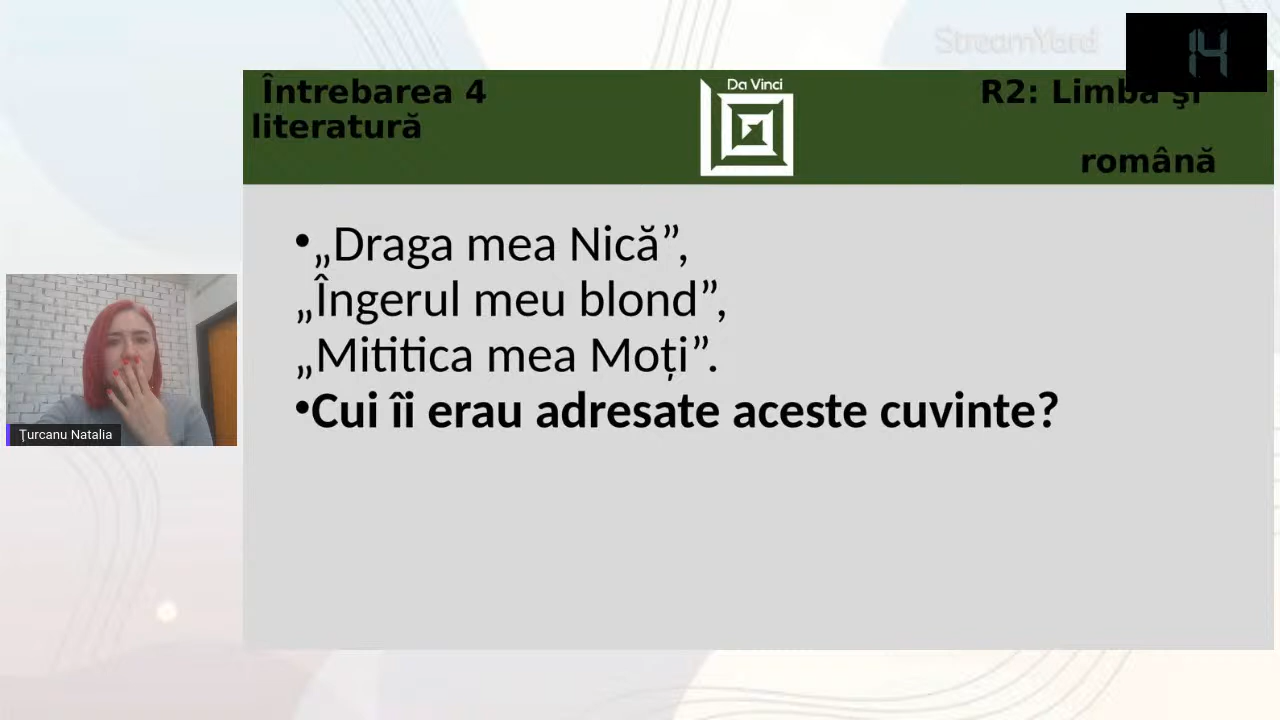 StreamYard
14
Întrebarea 4
literatură
Da Vinci
R2: Limba și
română
•„Draga mea Nică”,
„Îngerul meu blond”,
„Mititica mea Moți”.
•Cui îi erau adresate aceste cuvinte?
Țurcanu Natalia